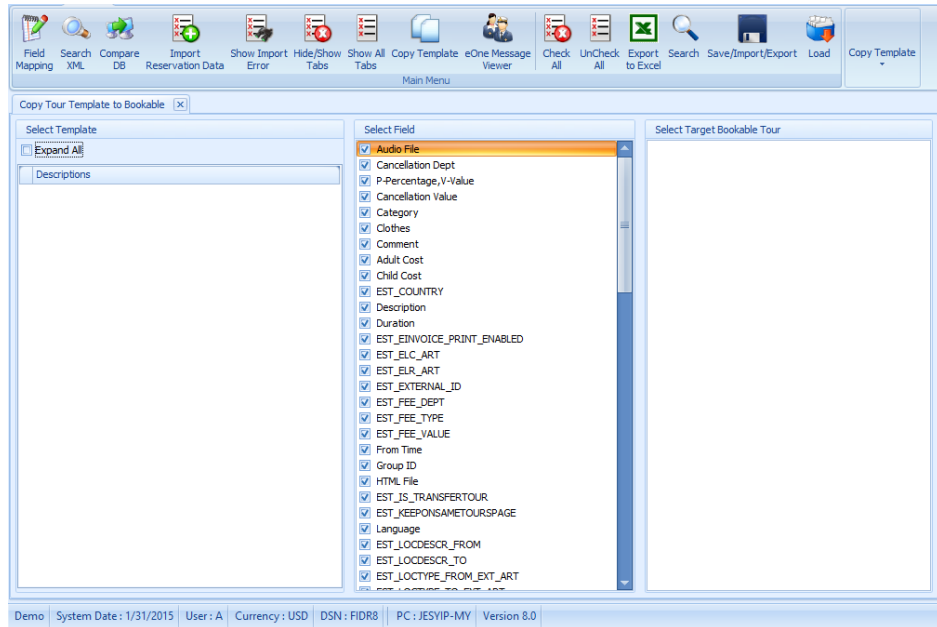 Field Mapping
Search XML
Compare DB
Import Reservation Data
Show Import Error
Hide/Show Tabs
Show All Tabs
Copy Template
eOne Message Viewer
Check All
UnCheck All
Export to Excel
Search
Save/Import/Export
Load
Copy Template
Main Menu
Copy Tour Template to Bookable
Select Template
Expand All
Descriptions
Select Field
Audio File
Cancellation Dept
P-Percentage,V-Value
Cancellation Value
Category
Clothes
Comment
Adult Cost
Child Cost
EST_COUNTRY
Description
Duration
EST_EINVOICE_PRINT_ENABLED
EST_ELC_ART
EST_ELR_ART
EST_EXTERNAL_ID
EST_FEE_DEPT
EST_FEE_TYPE
EST_FEE_VALUE
From Time
Group ID
HTML File
EST_IS_TRANSFERTOUR
EST_KEEPONSAMETOURSPAGE
Language
EST_LOCDESCR_FROM
EST_LOCDESCR_TO
EST_LOCTYPE_FROM_EXT_ART
EST_LOCTYPE_TO_EXT_ART
Select Target Bookable Tour
Demo System Date : 1/31/2015 User : A Currency : USD DSN : FIDR8 PC : JESYIP-MY Version 8.0